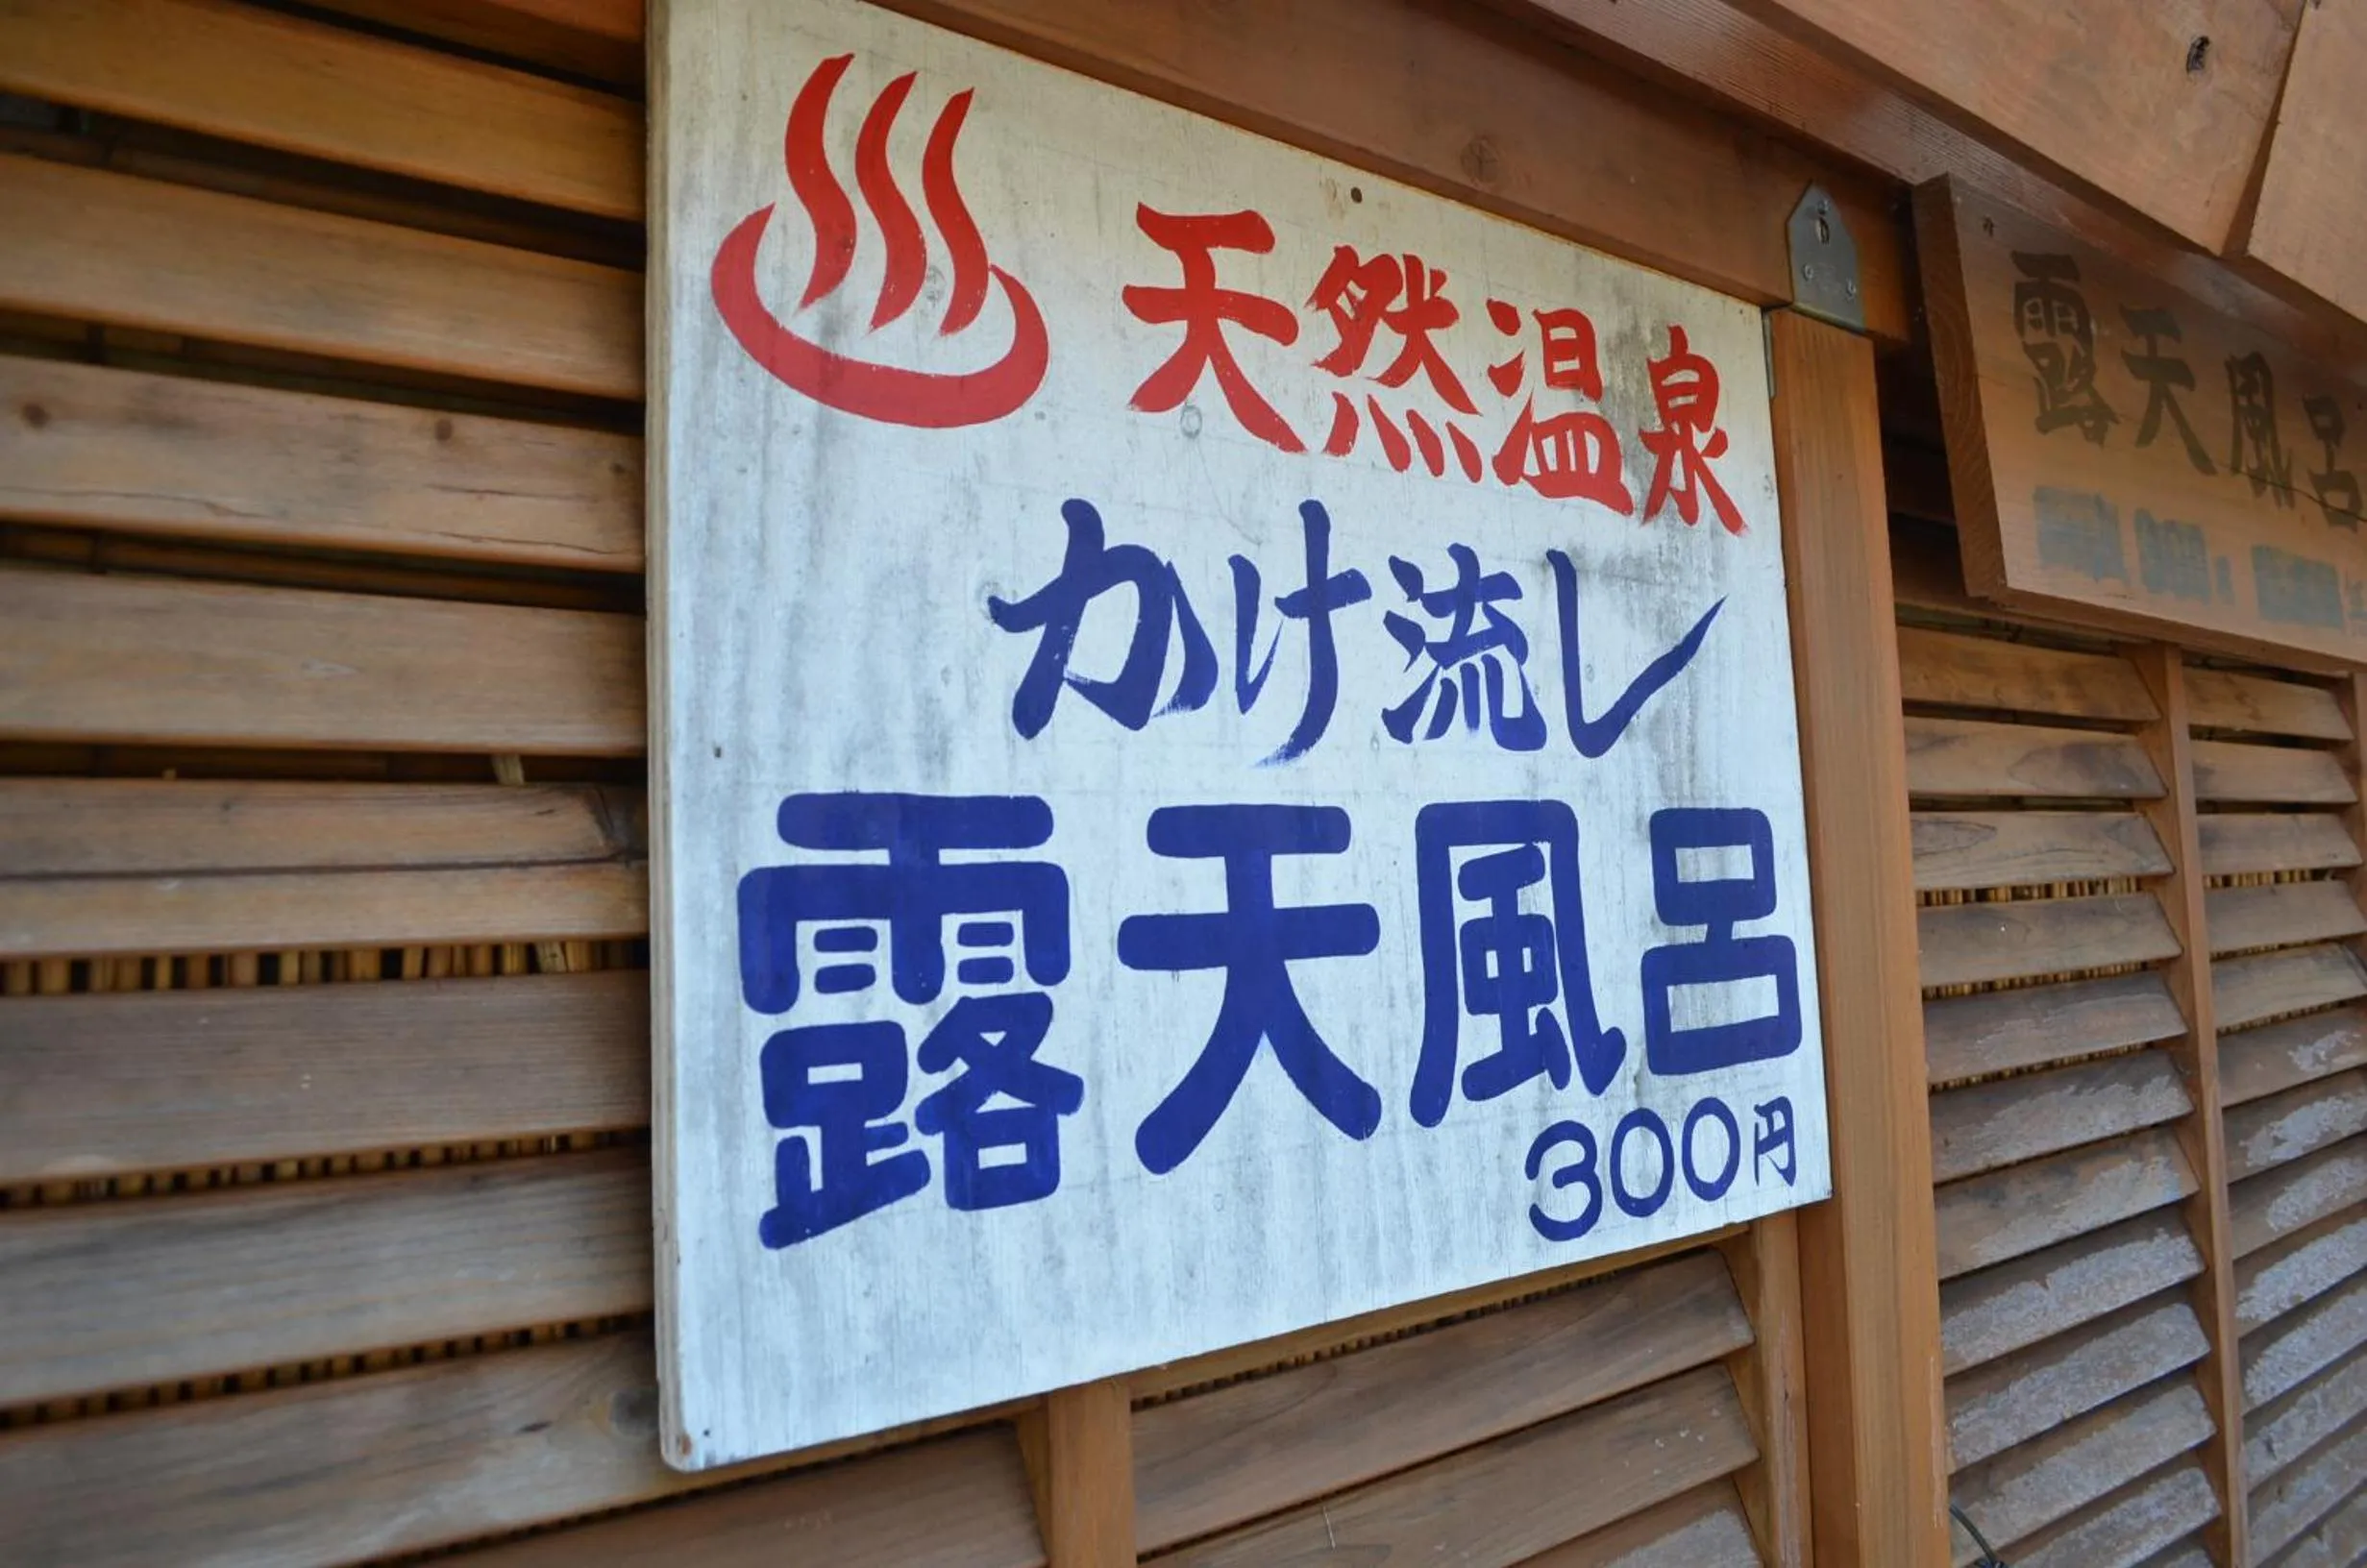 ♨ 天然温泉
かけ流し
露天風呂
300円
露天風呂